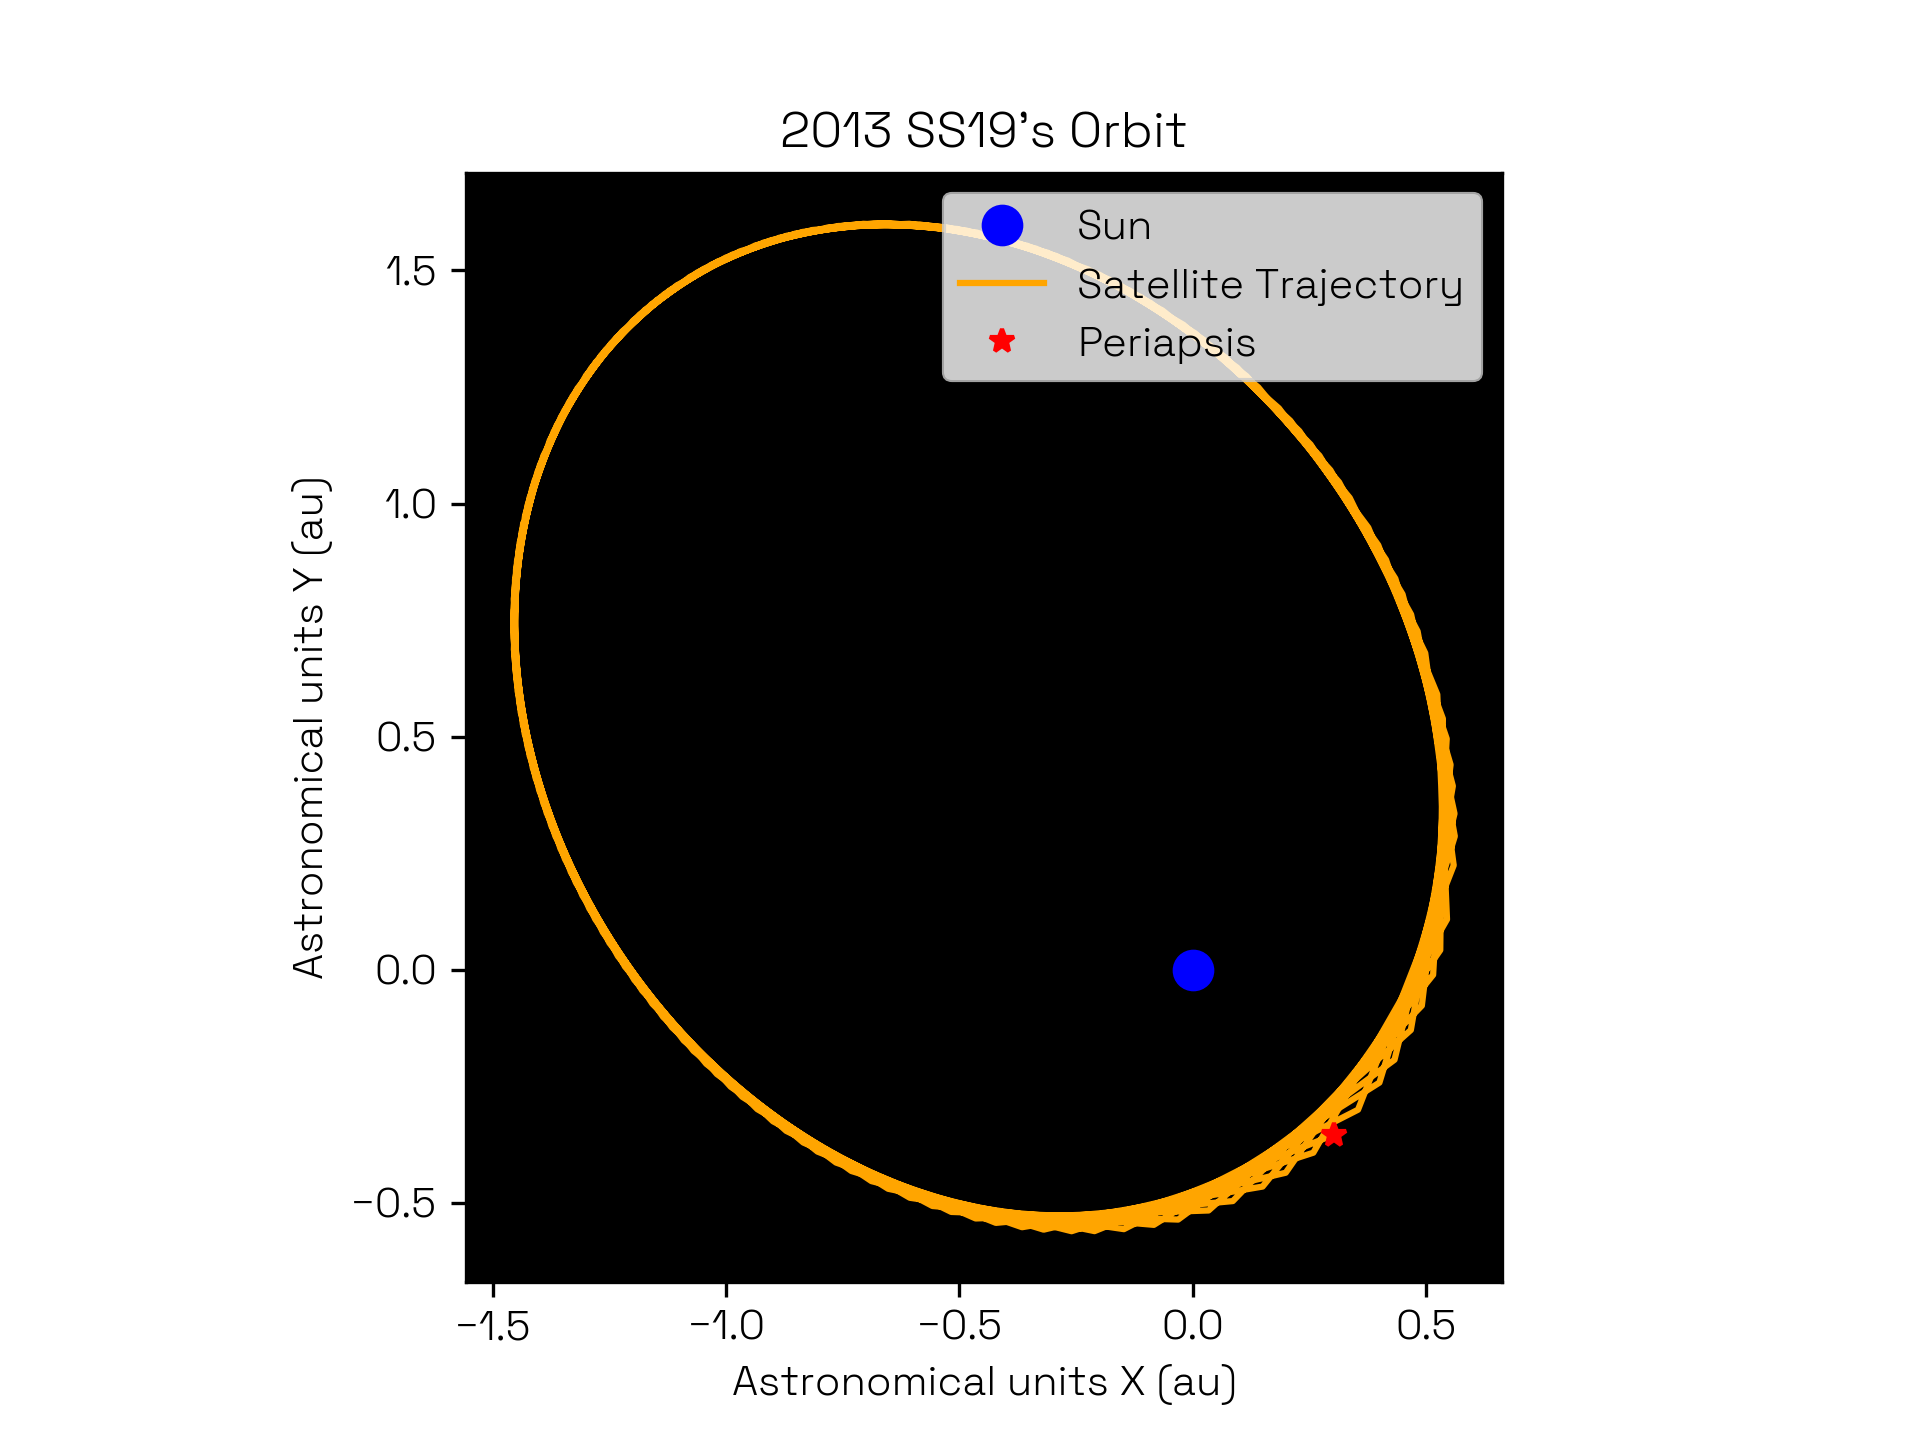 2013 SS19's Orbit
Sun
Satellite Trajectory
Periapsis
Astronomical units Y (au)
1.5
1.0
0.5
0.0
−0.5
−1.5
−1.0
−0.5
0.0
0.5
Astronomical units X (au)